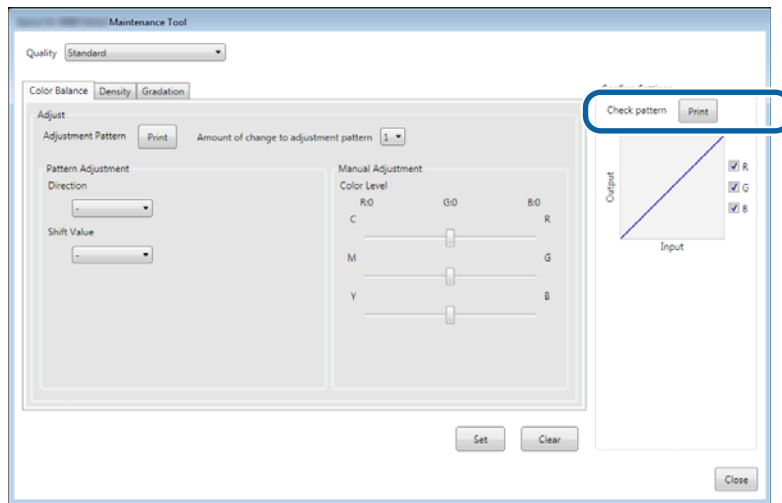 Maintenance Tool
Quality Standard
Color Balance Density Gradation
Adjust
Adjustment Pattern Print Amount of change to adjustment pattern 1
Pattern Adjustment
Direction
-
Shift Value
-
Manual Adjustment
Color Level
R:0 G:0 B:0
C R
M G
Y B
Set Clear
Check pattern Print
Output
R
G
B
Input
Close